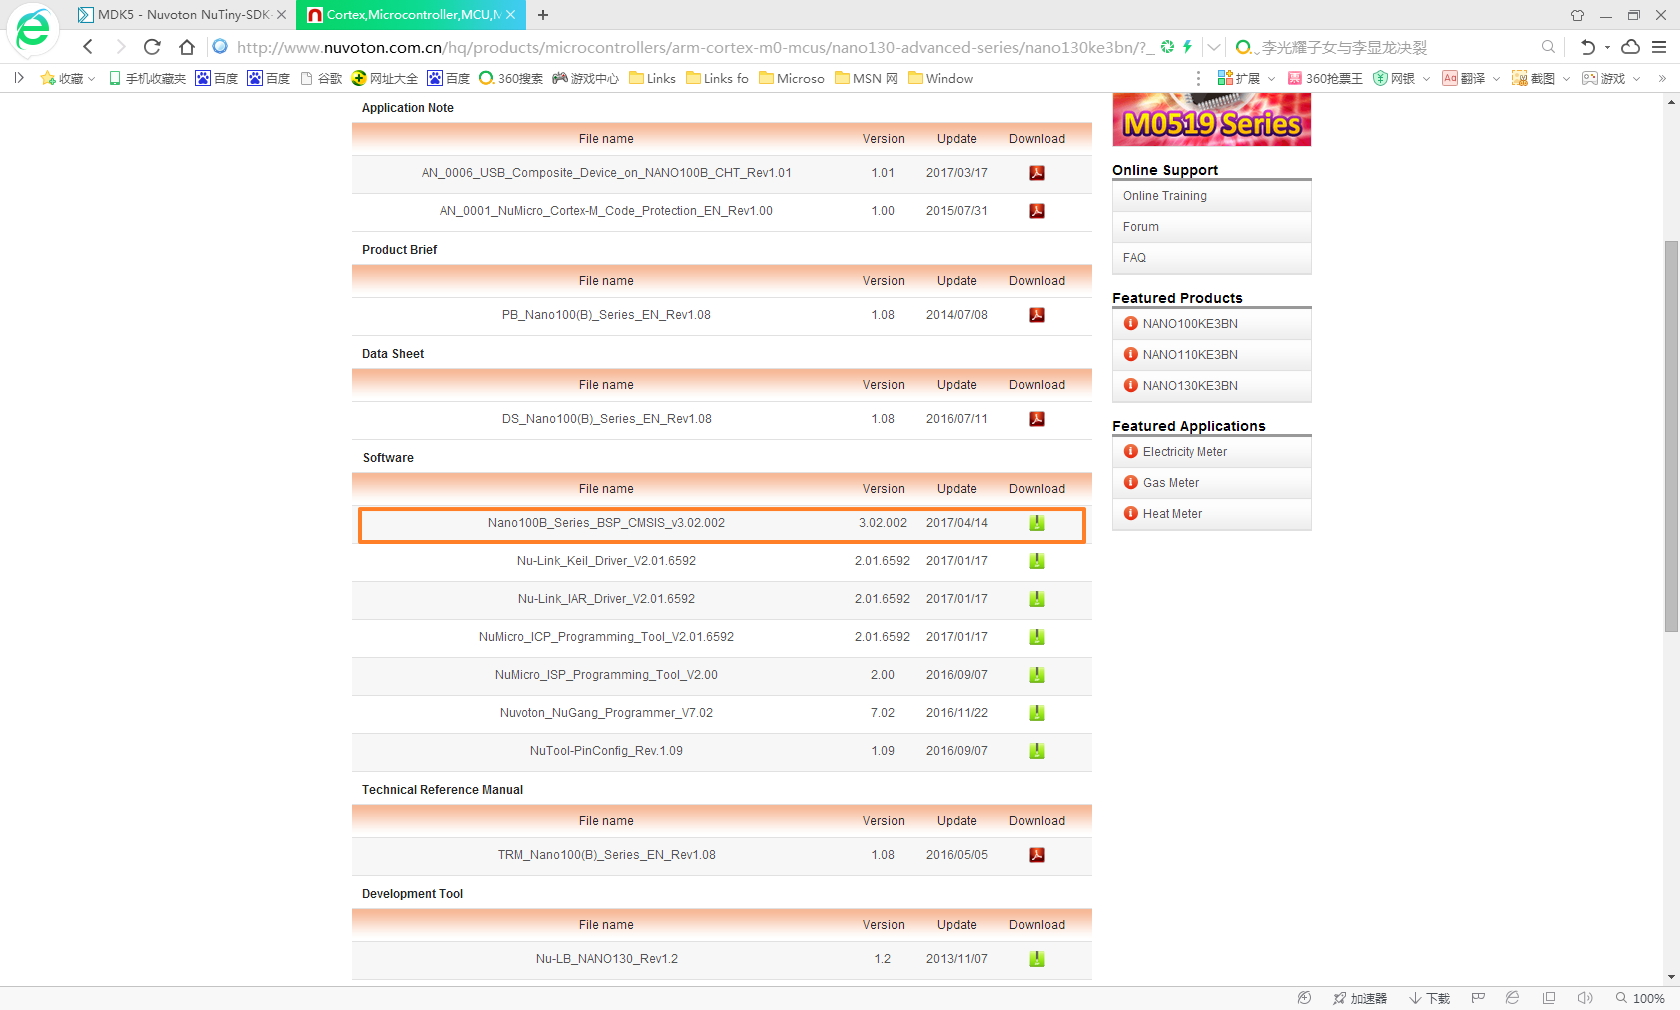 MDK5 - Nuvoton NuTiny-SDK-
Cortex,Microcontroller,MCU,N
http://www.nuvoton.com.cn/hq/products/microcontrollers/arm-cortex-m0-mcus/nano130-advanced-series/nano130ke3bn/?_
李光耀子女与李显龙决裂
收藏 手机收藏夹 百度 百度 谷歌 网址大全 百度 360搜索 游戏中心 Links Links fo Microso MSN 网 Window 扩展 360抢票王 网银 翻译 截图 游戏
Application Note
File name Version Update Download
AN_0006_USB_Composite_Device_on_NANO100B_CHT_Rev1.01 1.01 2017/03/17
AN_0001_NuMicro_Cortex-M_Code_Protection_EN_Rev1.00 1.00 2015/07/31
Product Brief
File name Version Update Download
PB_Nano100(B)_Series_EN_Rev1.08 1.08 2014/07/08
Data Sheet
File name Version Update Download
DS_Nano100(B)_Series_EN_Rev1.08 1.08 2016/07/11
Software
File name Version Update Download
Nano100B_Series_BSP_CMSIS_v3.02.002 3.02.002 2017/04/14
Nu-Link_Keil_Driver_V2.01.6592 2.01.6592 2017/01/17
Nu-Link_IAR_Driver_V2.01.6592 2.01.6592 2017/01/17
NuMicro_ICP_Programming_Tool_V2.01.6592 2.01.6592 2017/01/17
NuMicro_ISP_Programming_Tool_V2.00 2.00 2016/09/07
Nuvoton_NuGang_Programmer_V7.02 7.02 2016/11/22
NuTool-PinConfig_Rev.1.09 1.09 2016/09/07
Technical Reference Manual
File name Version Update Download
TRM_Nano100(B)_Series_EN_Rev1.08 1.08 2016/05/05
Development Tool
File name Version Update Download
Nu-LB_NANO130_Rev1.2 1.2 2013/11/07
M0519 Series
Online Support
Online Training
Forum
FAQ
Featured Products
NANO100KE3BN
NANO110KE3BN
NANO130KE3BN
Featured Applications
Electricity Meter
Gas Meter
Heat Meter
加速器 下载 100%